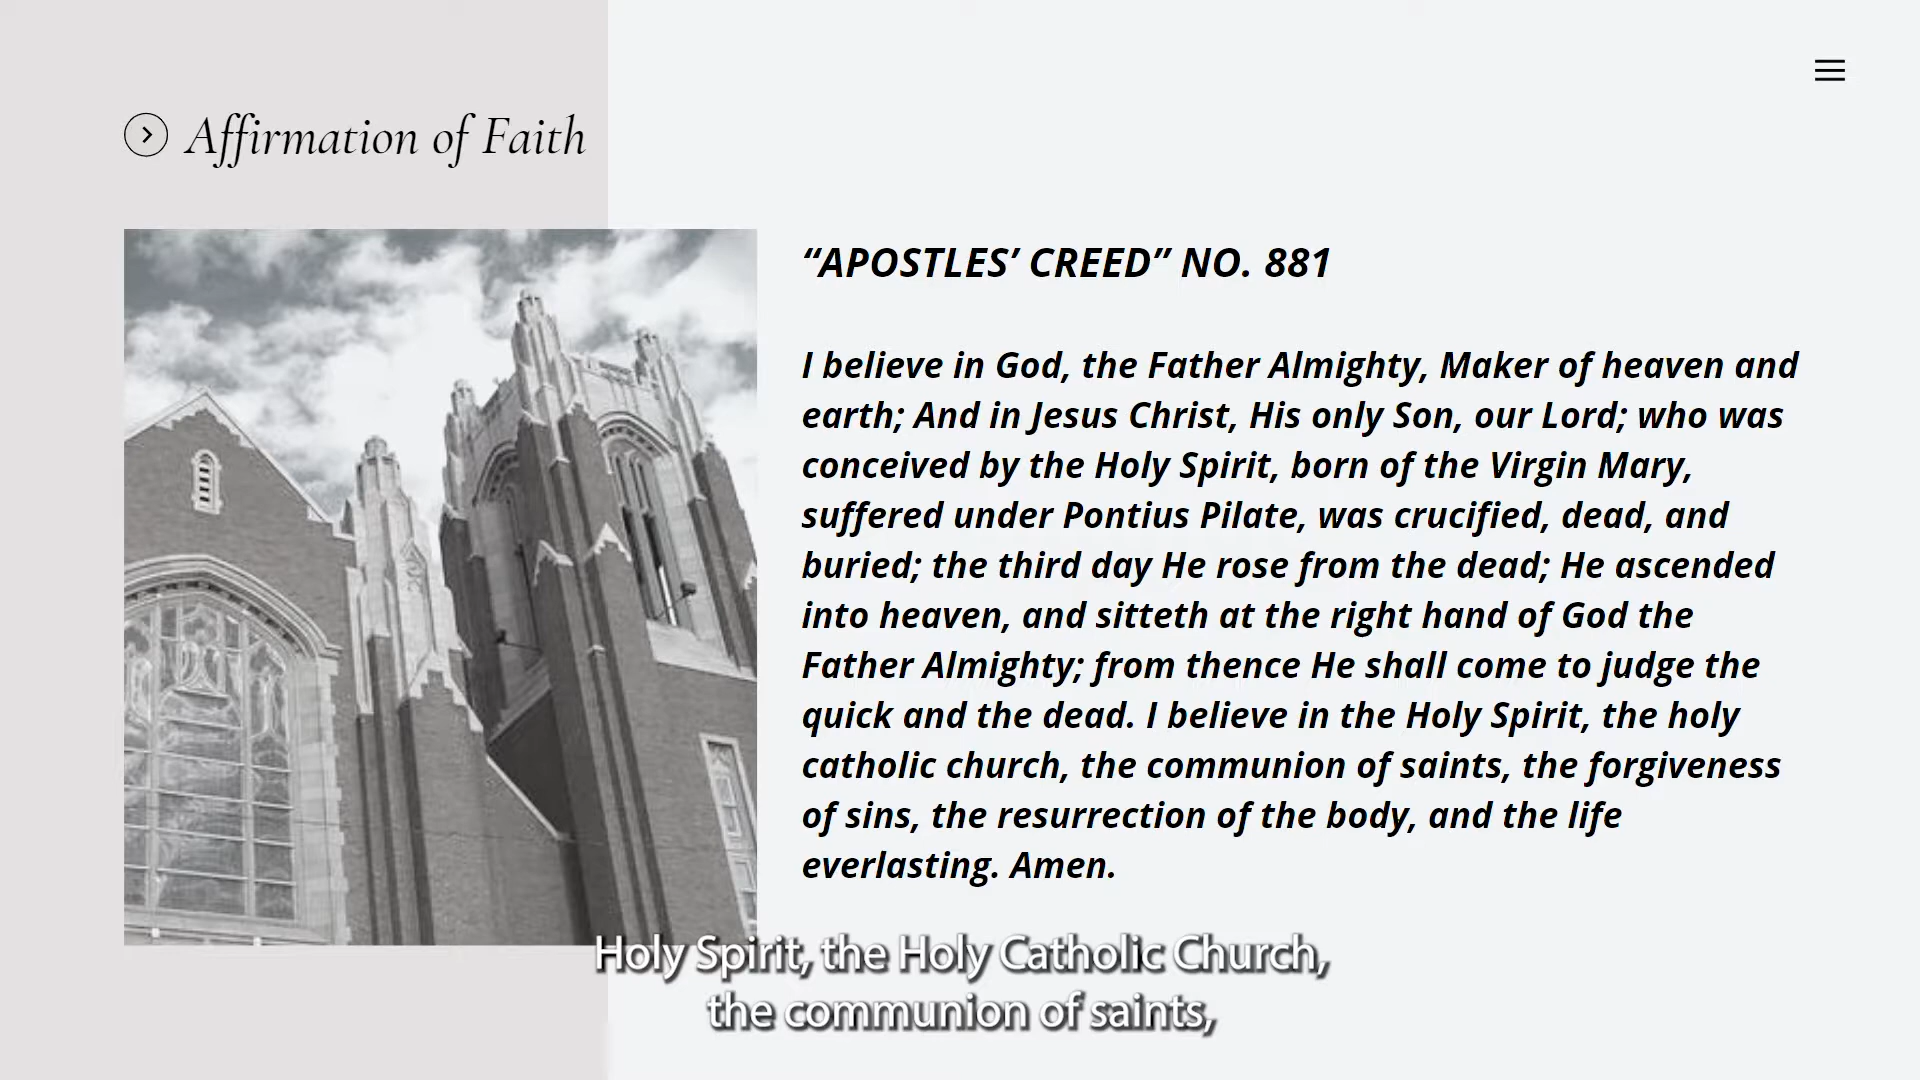 Affirmation of Faith
“APOSTLES’ CREED” NO. 881
I believe in God, the Father Almighty, Maker of heaven and
earth; And in Jesus Christ, His only Son, our Lord; who was
conceived by the Holy Spirit, born of the Virgin Mary,
suffered under Pontius Pilate, was crucified, dead, and
buried; the third day He rose from the dead; He ascended
into heaven, and sitteth at the right hand of God the
Father Almighty; from thence He shall come to judge the
quick and the dead. I believe in the Holy Spirit, the holy
catholic church, the communion of saints, the forgiveness
of sins, the resurrection of the body, and the life
everlasting. Amen.
Holy Spirit, the Holy Catholic Church,
the communion of saints,